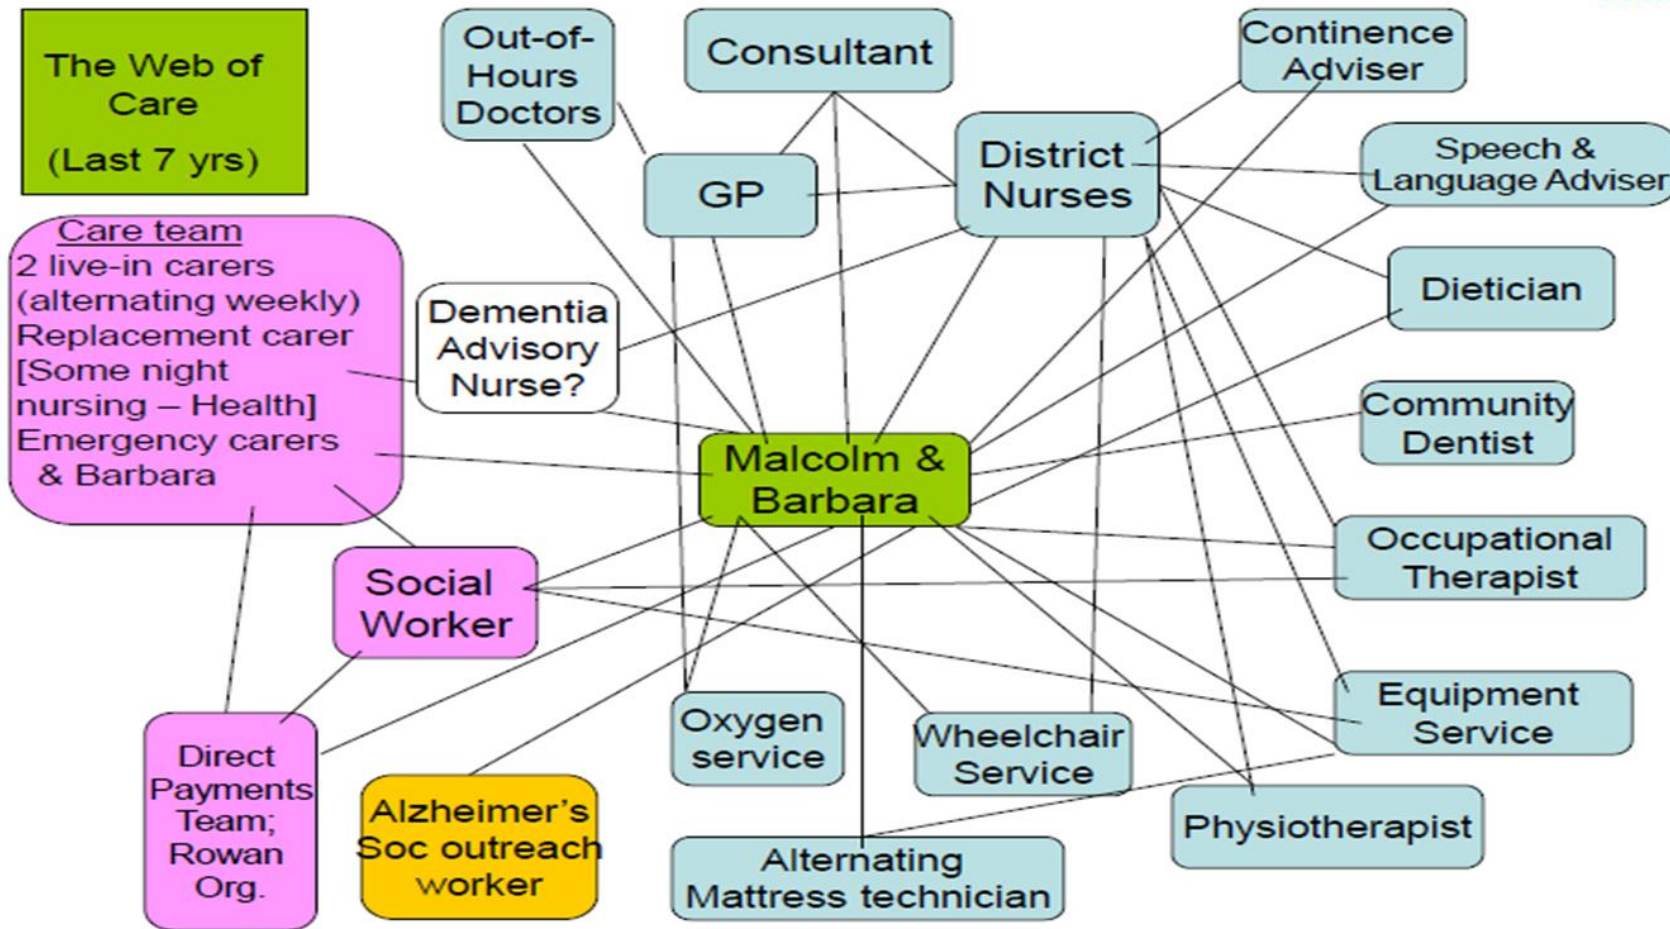 The Web of
Care
(Last 7 yrs)
Out-of-
Hours
Doctors
Consultant
Continence
Adviser
GP
District
Nurses
Speech &
Language Adviser
Care team
2 live-in carers
(alternating weekly)
Replacement carer
[Some night
nursing – Health]
Emergency carers
& Barbara
Dementia
Advisory
Nurse?
Dietician
Malcolm &
Barbara
Community
Dentist
Social
Worker
Occupational
Therapist
Direct
Payments
Team;
Rowan
Org.
Alzheimer's
Soc outreach
worker
Oxygen
service
Wheelchair
Service
Equipment
Service
Alternating
Mattress technician
Physiotherapist